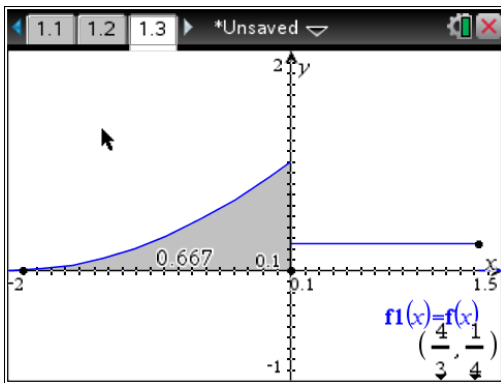 1.1 1.2 1.3 *Unsaved
2 y
0.667 0.1 x
-2 0.1 1.5
f1(x)=f(x)
(4/3, 1/4)
-1